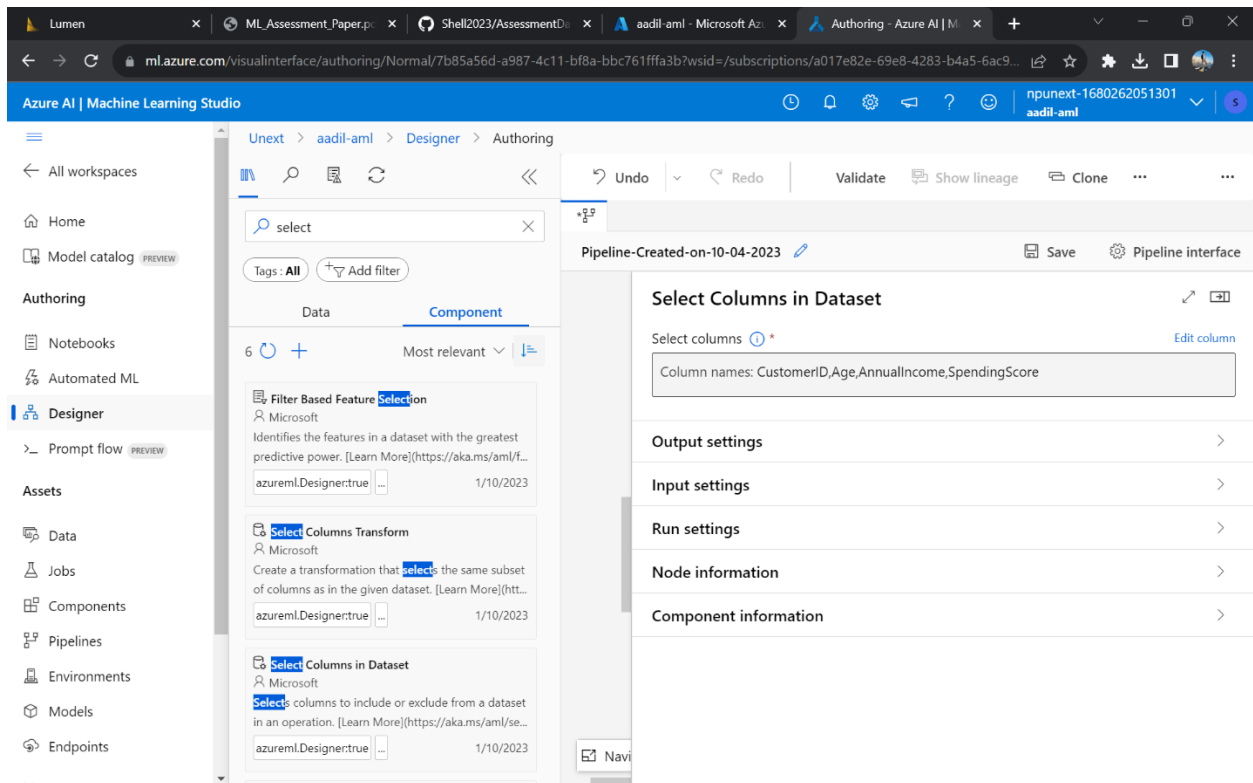 Lumen
ML_Assessment_Paper.pd
Shell2023/AssessmentDa
aadil-aml - Microsoft Azu
Authoring - Azure AI | M
ml.azure.com/visualinterface/authoring/Normal/7b85a56d-a987-4c11-bf8a-bbc761fffa3b?wsid=/subscriptions/a017e82e-69e8-4283-b4a5-6ac9...
Azure AI | Machine Learning Studio
npunext-1680262051301
aadil-aml
S
All workspaces
Home
Model catalog PREVIEW
Authoring
Notebooks
Automated ML
Designer
Prompt flow PREVIEW
Assets
Data
Jobs
Components
Pipelines
Environments
Models
Endpoints
Unext > aadil-aml > Designer > Authoring
select
Tags : All
Add filter
Data
Component
6
Most relevant
Filter Based Feature Selection
Microsoft
Identifies the features in a dataset with the greatest
predictive power. [Learn More](https://aka.ms/aml/f...
azureml.Designer:true ... 1/10/2023
Select Columns Transform
Microsoft
Create a transformation that selects the same subset
of columns as in the given dataset. [Learn More](htt...
azureml.Designer:true ... 1/10/2023
Select Columns in Dataset
Microsoft
Selects columns to include or exclude from a dataset
in an operation. [Learn More](https://aka.ms/aml/se...
azureml.Designer:true ... 1/10/2023
Undo
Redo
Validate
Show lineage
Clone
Pipeline-Created-on-10-04-2023
Save
Pipeline interface
Select Columns in Dataset
Select columns *
Edit column
Column names: CustomerID,Age,AnnualIncome,SpendingScore
Output settings
Input settings
Run settings
Node information
Component information
Navi